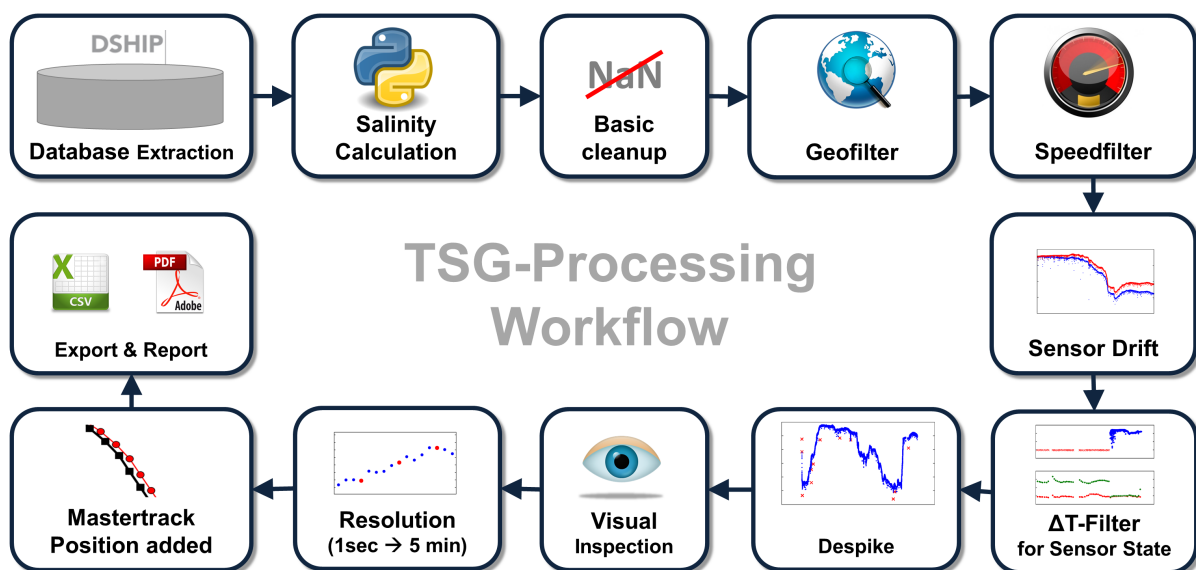 DSHIP
Database Extraction
Salinity
Calculation
NaN
Basic
cleanup
Geofilter
Speedfilter
TSG-Processing
Workflow
Sensor Drift
X
CSV
PDF
Adobe
Export & Report
Mastertrack
Position added
Resolution
(1sec → 5 min)
Visual
Inspection
Despike
ΔT-Filter
for Sensor State